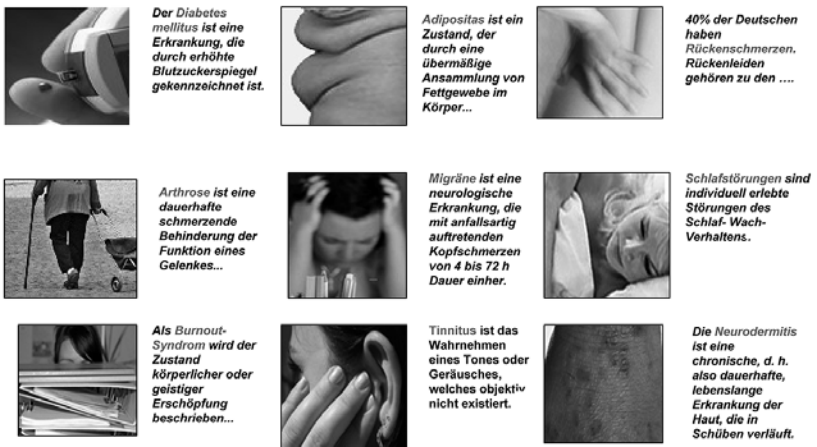 Der Diabetes
mellitus ist eine
Erkrankung, die
durch erhöhte
Blutzuckerspiegel
gekennzeichnet ist.
Adipositas ist ein
Zustand, der
durch eine
übermäßige
Ansammlung von
Fettgewebe im
Körper...
40% der Deutschen
haben
Rückenschmerzen.
Rückenleiden
gehören zu den ....
Arthrose ist eine
dauerhafte
schmerzende
Behinderung der
Funktion eines
Gelenkes...
Migräne ist eine
neurologische
Erkrankung, die
mit anfallsartig
auftretenden
Kopfschmerzen
von 4 bis 72 h
Dauer einher.
Schlafstörungen sind
individuell erlebte
Störungen des
Schlaf- Wach-
Verhaltens.
Als Burnout-
Syndrom wird der
Zustand
körperlicher oder
geistiger
Erschöpfung
beschrieben...
Tinnitus ist das
Wahrnehmen
eines Tones oder
Geräusches,
welches objektiv
nicht existiert.
Die Neurodermitis
ist eine
chronische, d. h.
also dauerhafte,
lebenslange
Erkrankung der
Haut, die in
Schüben verläuft.